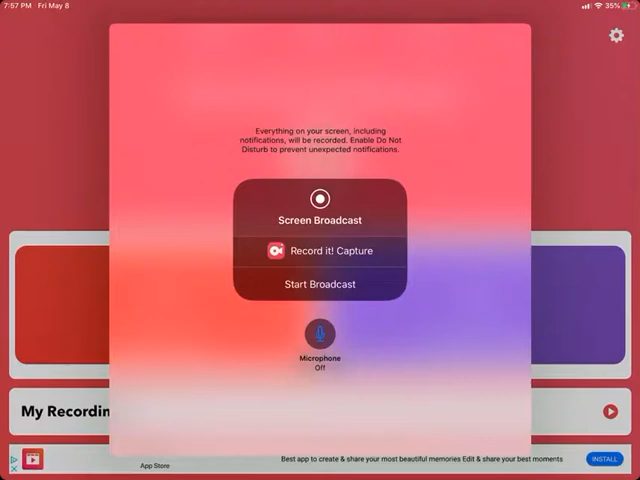 7:57 PM Fri May 8
35%
Everything on your screen, including
notifications, will be recorded. Enable Do Not
Disturb to prevent unexpected notifications.
Screen Broadcast
Record it! Capture
Start Broadcast
Microphone
Off
My Recordin
Best app to create & share your most beautiful memories Edit & share your best moments
App Store
INSTALL